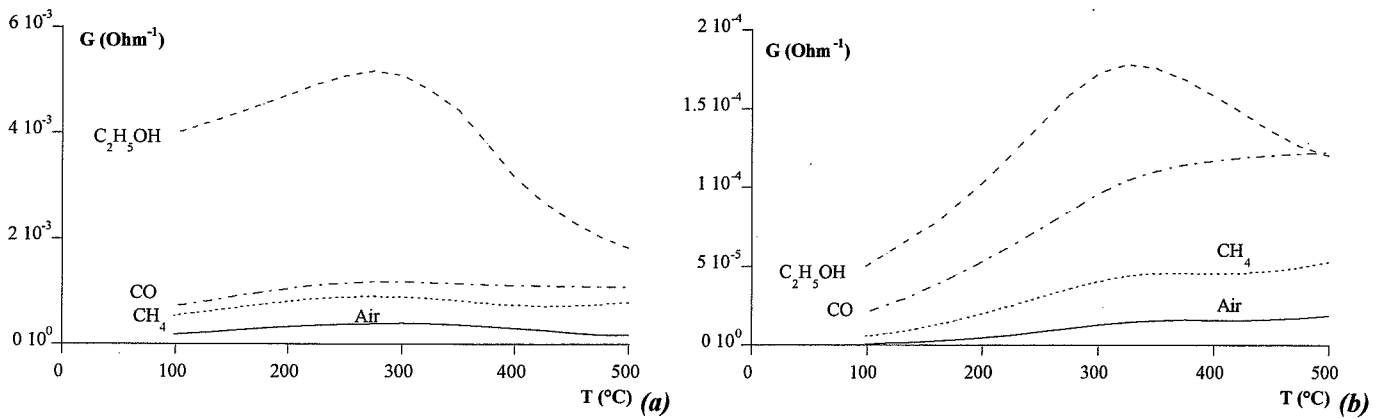 6 10⁻³
G (Ohm⁻¹)
4 10⁻³
C₂H₅OH
2 10⁻³
CO
CH₄
Air
0 10⁰
0 100 200 300 400 500
T (°C) (a)
2 10⁻⁴
G (Ohm⁻¹)
1.5 10⁻⁴
1 10⁻⁴
5 10⁻⁵
C₂H₅OH
CH₄
CO
Air
0 10⁰
0 100 200 300 400 500
T (°C) (b)